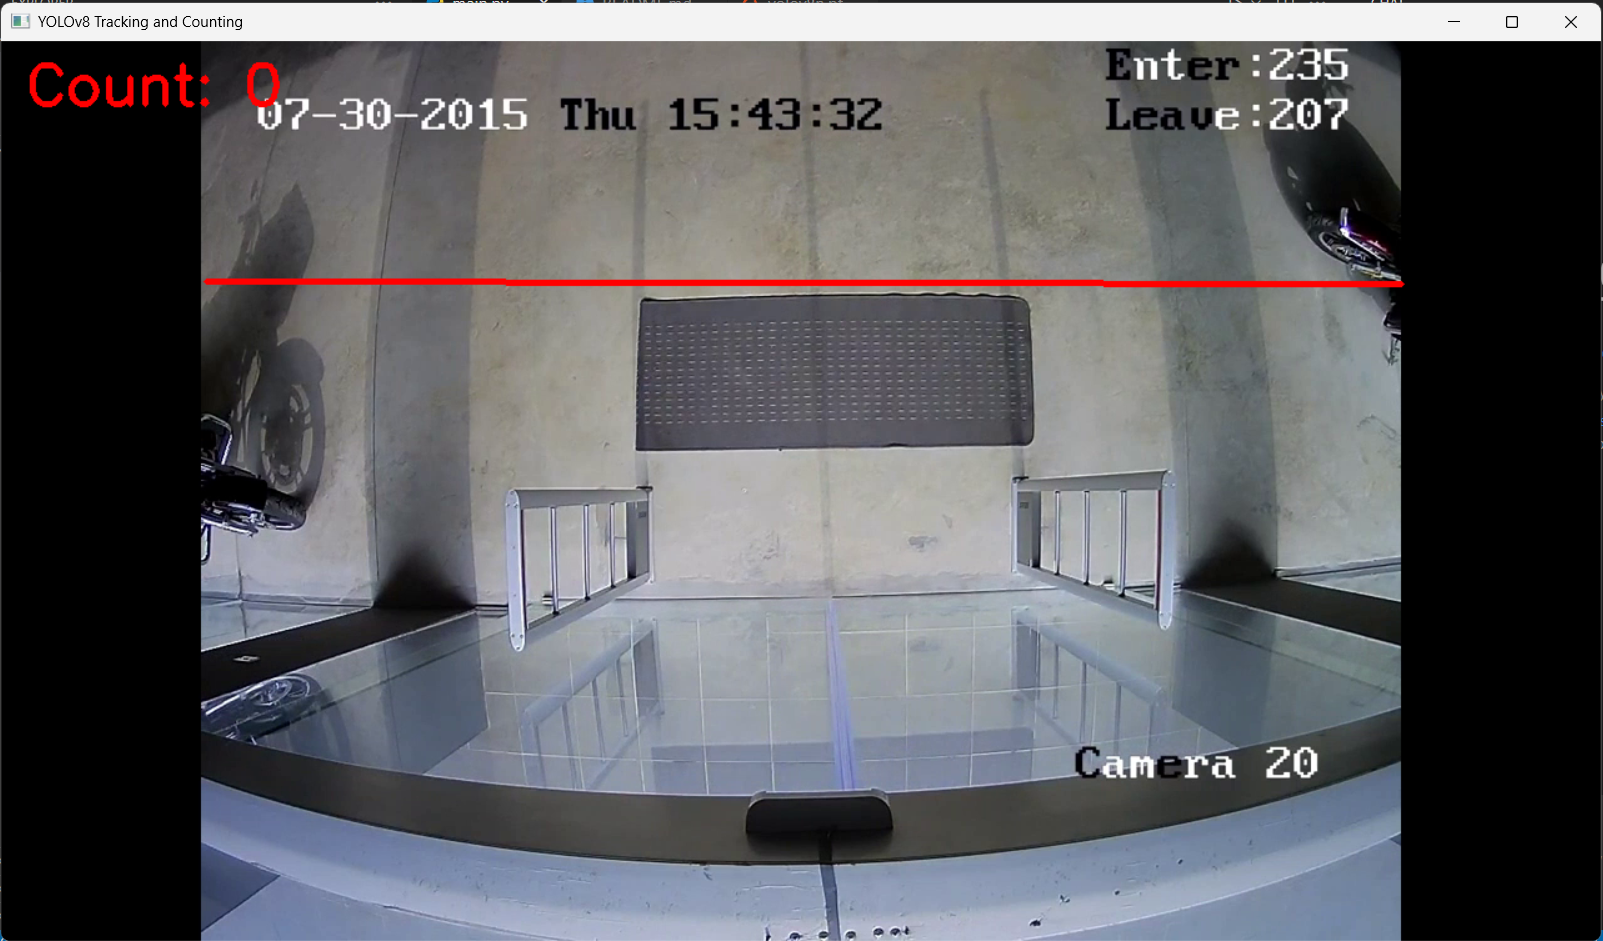 YOLOv8 Tracking and Counting
Count: 0
Enter:235
07-30-2015 Thu 15:43:32
Leave:207
Camera 20